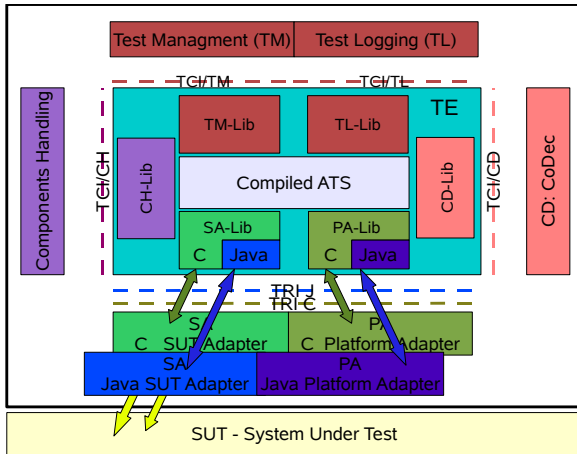 Test Managment (TM)
Test Logging (TL)
TCI/TM
TCI/TL
Components Handling
TCI/CH
TE
TM-Lib
TL-Lib
CH-Lib
Compiled ATS
CD-Lib
TCI/CD
CD: CoDec
SA-Lib
C
Java
PA-Lib
C
Java
TRI J
TRI C
SA
C SUT Adapter
PA
C Platform Adapter
SA
Java SUT Adapter
PA
Java Platform Adapter
SUT - System Under Test